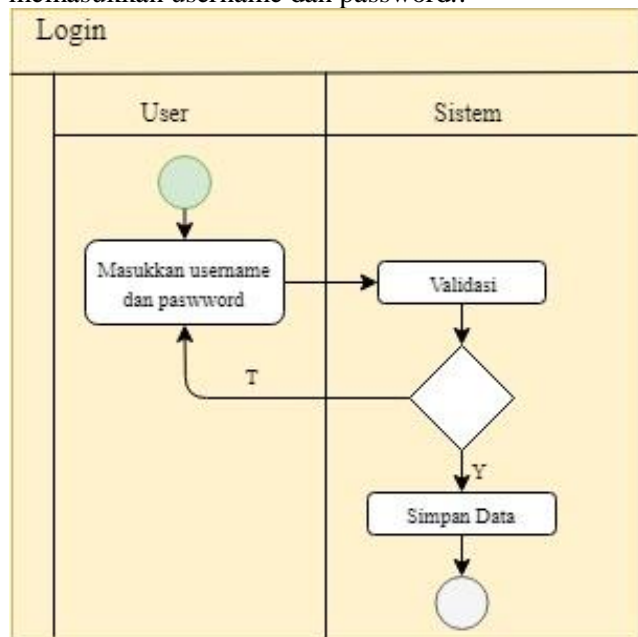 memasukkan username dan password..
Login
User
Sistem
Masukkan username
dan paswword
Validasi
T
Y
Simpan Data